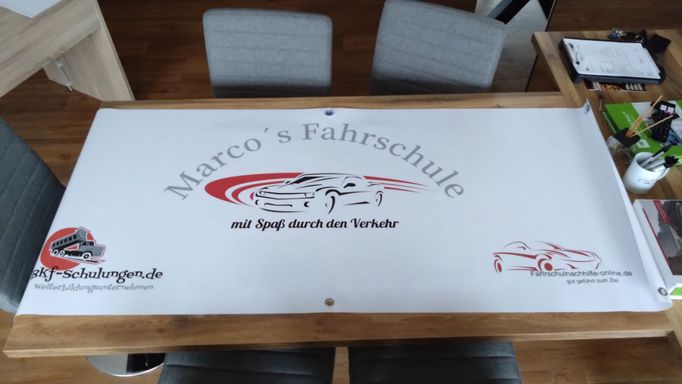 Marco´s Fahrschule
mit Spaß durch den Verkehr
Bkf-Schulungen.de
Weiterbildungsunternehmen
Fahrschulnachhilfe-online.de
gut geführt zum Ziel